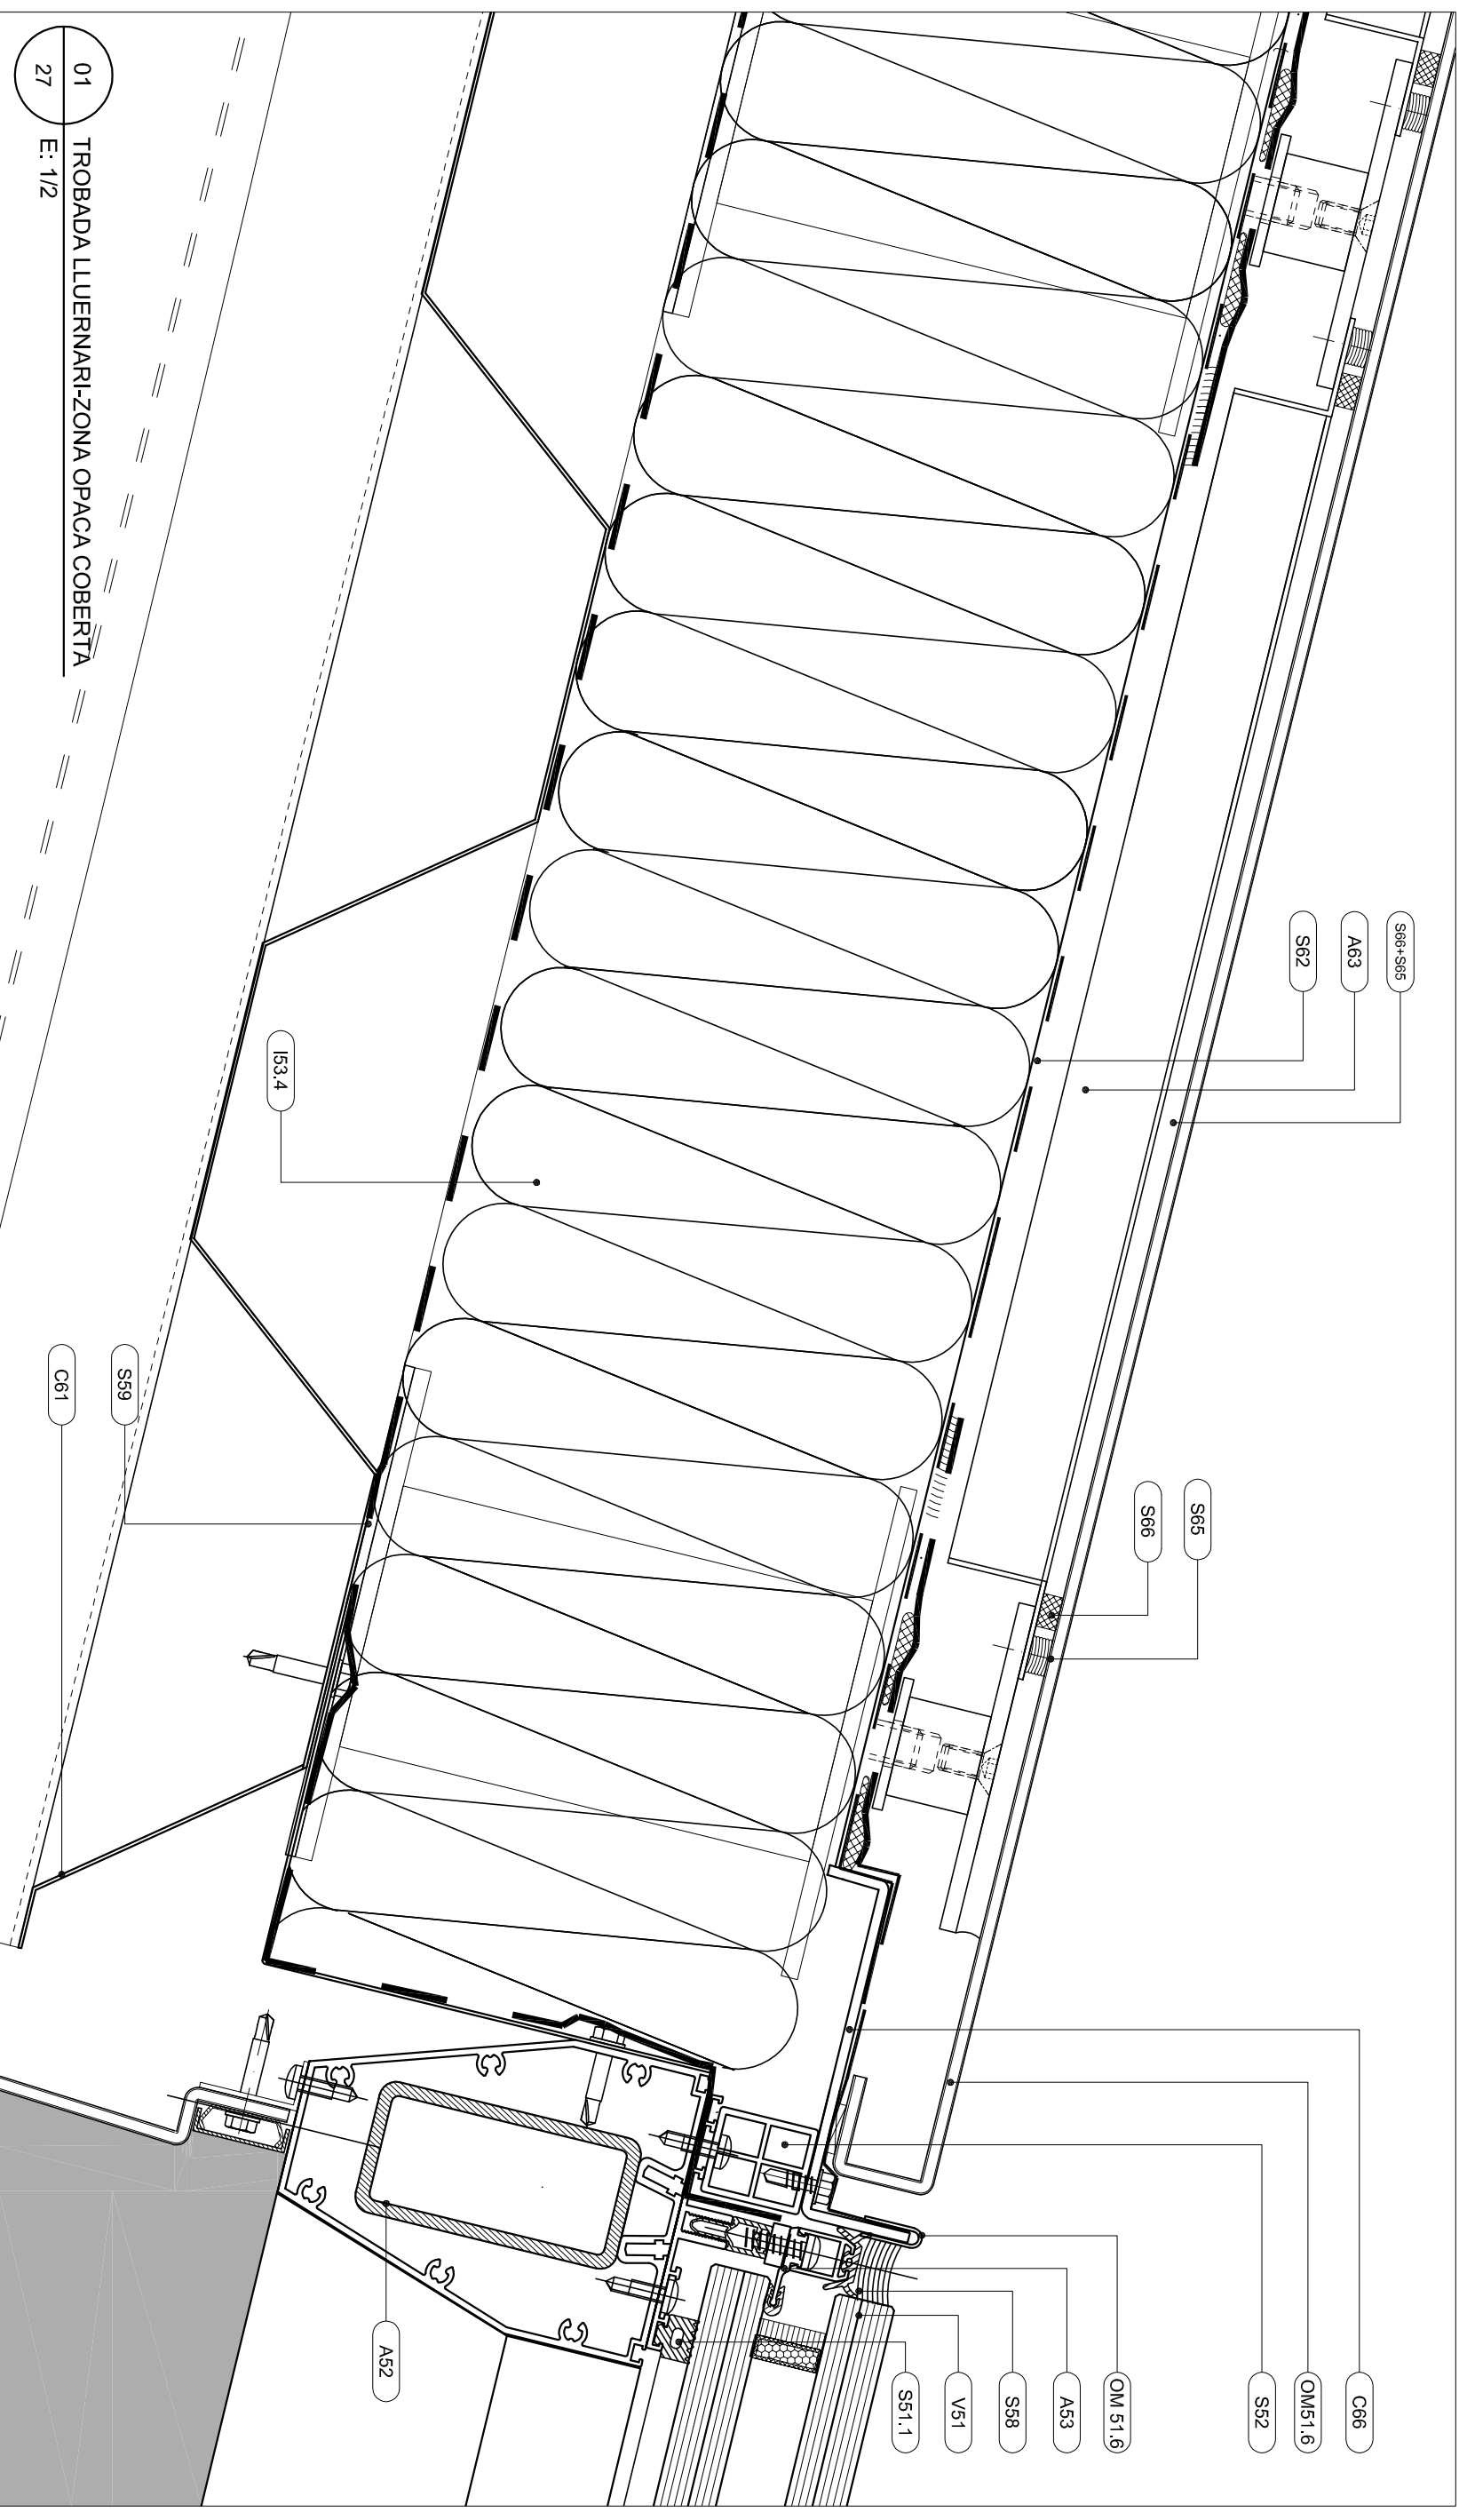 01
27
TROBADA LLUERNARI-ZONA OPACA COBERTA
E: 1/2
S66+S65
A63
S62
I53.4
S59
C61
S65
S66
C66
OM51.6
S52
OM 51.6
A53
S58
V51
S51.1
A52